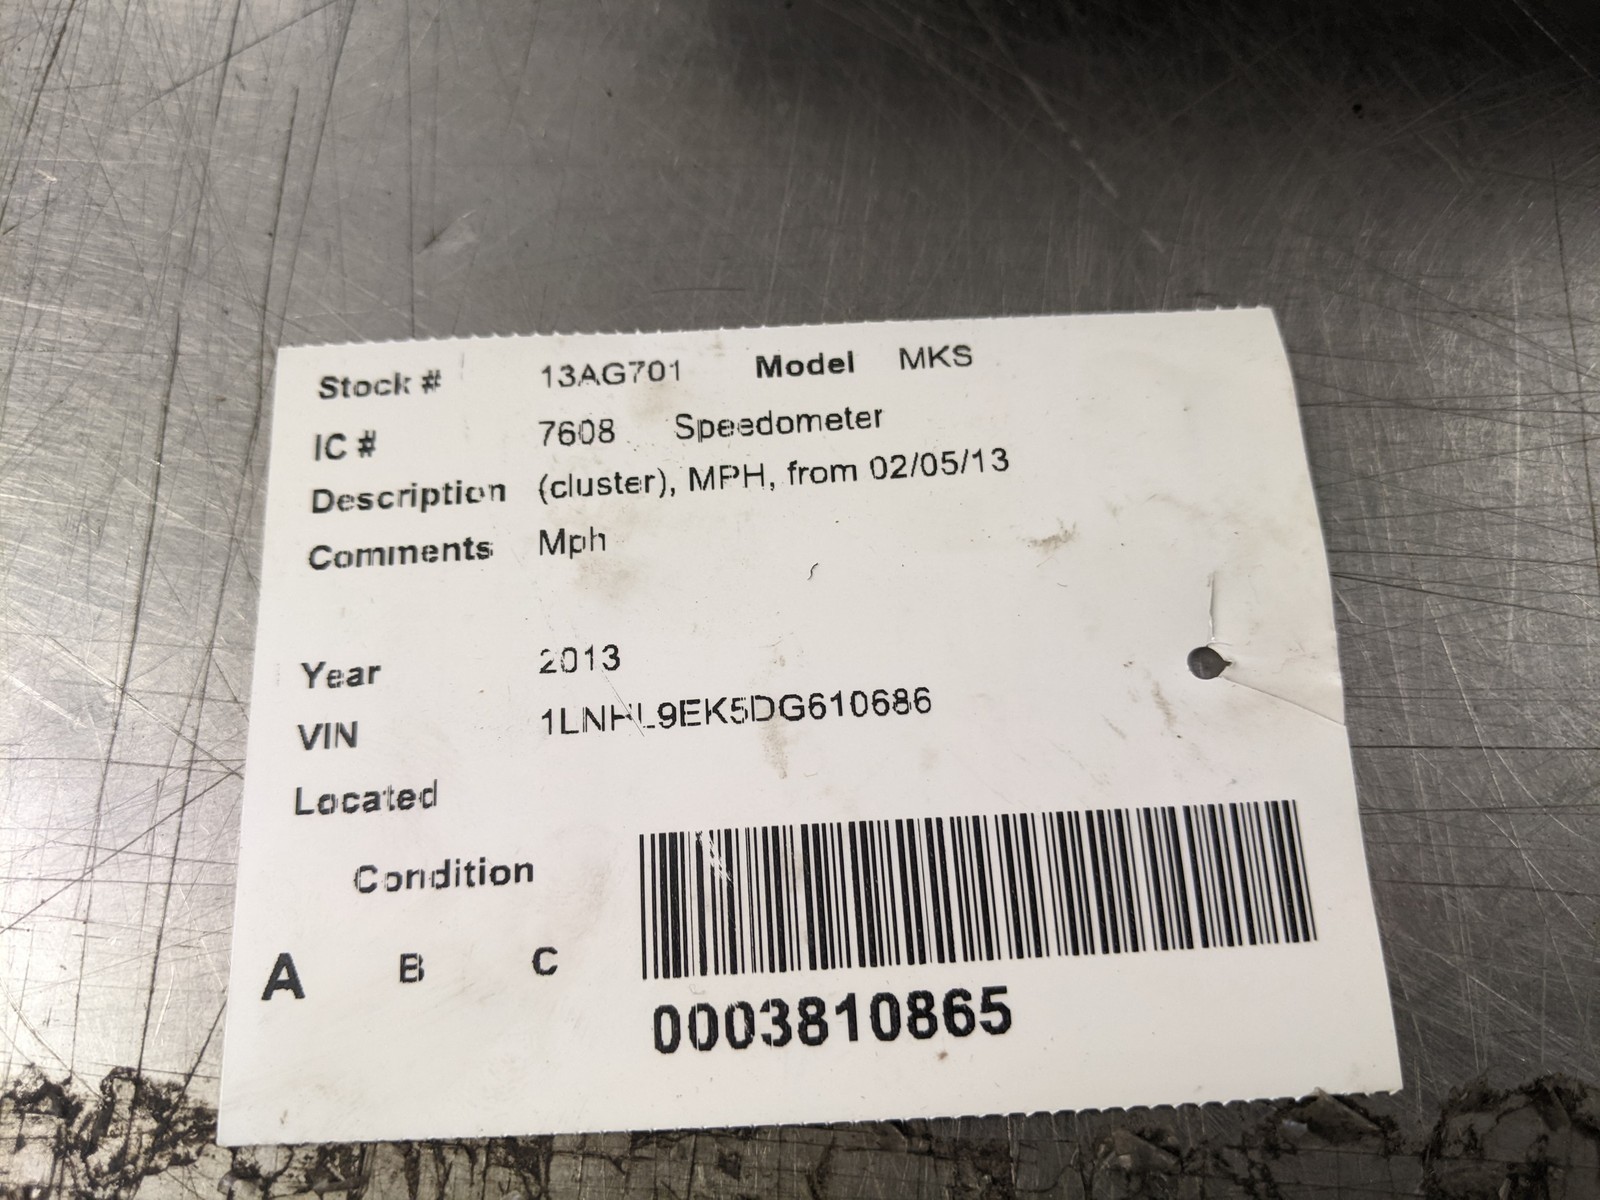 Stock # 13AG701 Model MKS
IC # 7608 Speedometer
Description (cluster), MPH, from 02/05/13
Comments Mph
Year 2013
VIN 1LNHL9EK5DG610686
Located
Condition
A B C
0003810865